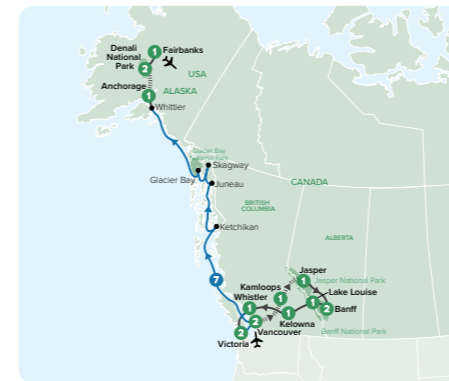 Denali
National
Park
2
1
Fairbanks
USA
Anchorage
1
ALASKA
Whittier
Glacier Bay
National Park
Skagway
Glacier Bay
Juneau
CANADA
BRITISH
COLUMBIA
Ketchikan
ALBERTA
7
Jasper
1
Jasper National Park
Kamloops
1
Lake Louise
1
Whistler
1
2
Banff
1
Kelowna
2
Vancouver
Banff National Park
Victoria
2